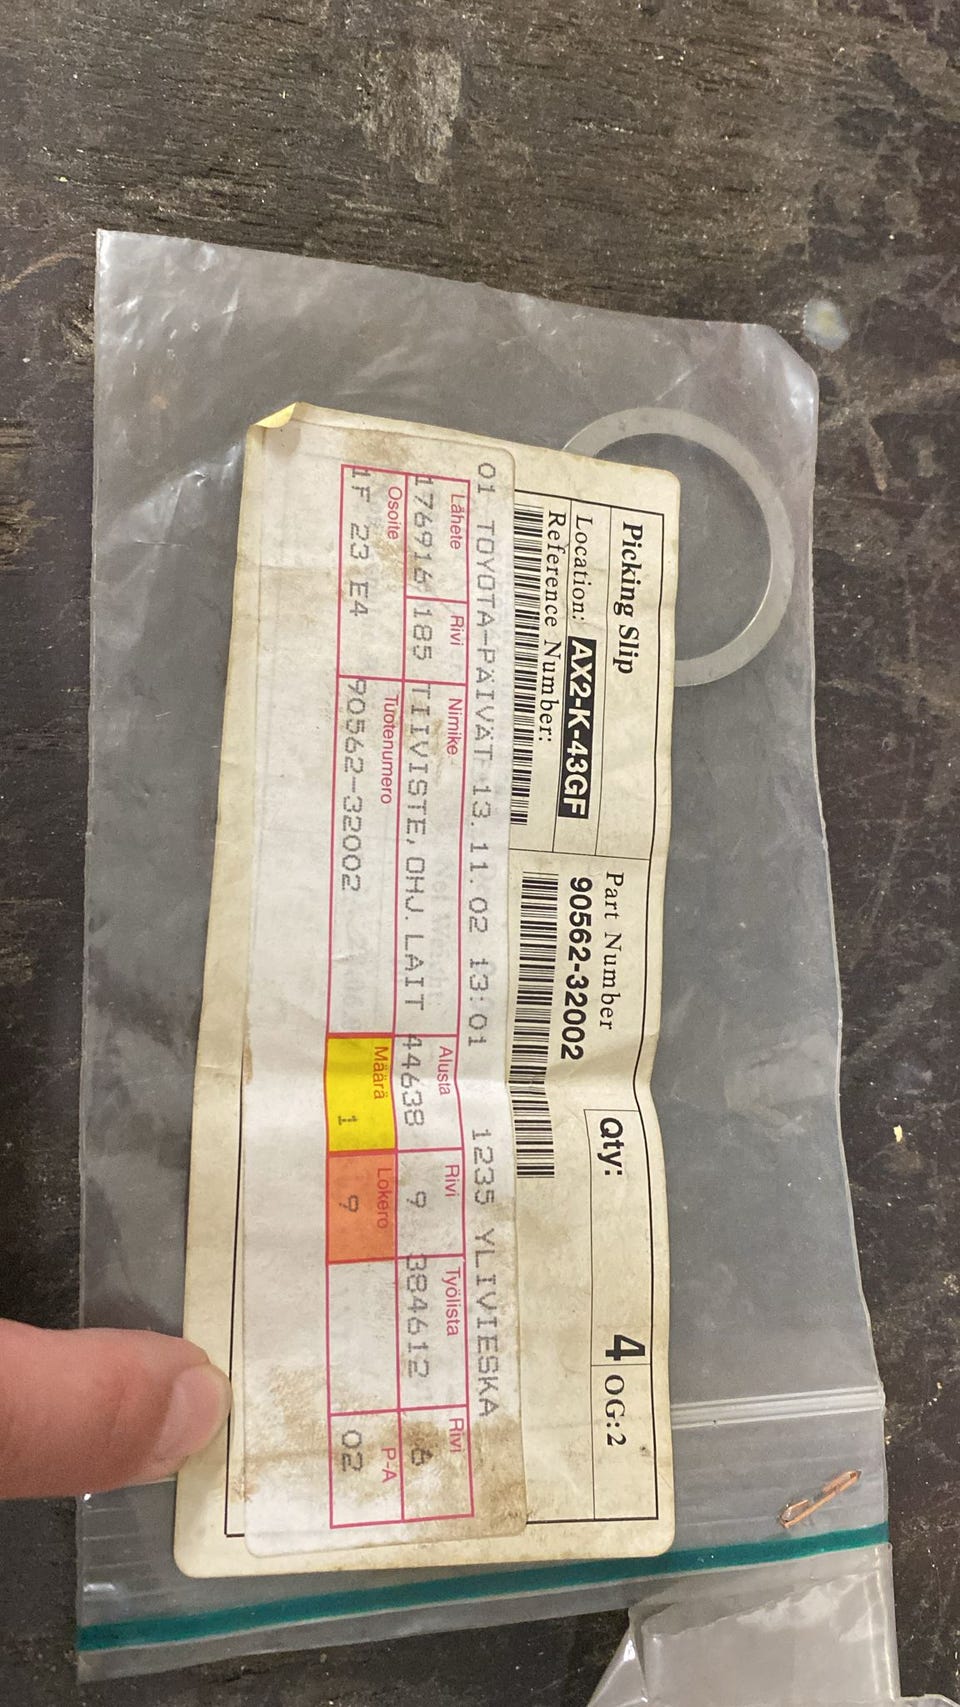 Picking Slip
Location: AX2-K-43GF
Reference Number:
Part Number
90562-32002
Qty: 4 OG:2
01 TOYOTA-PÄIVÄT 13.11.02 13:01 1235 YLIVIESKA
Lähete Rivi Nimike Alusta Rivi Työlista Rivi
176916 185 TIIVISTE,OHJ.LAIT 44638 9 384612 6
Osoite Tuotenumero Määrä Lokero P-A
1F 23 E4 90562-32002 1 9 02